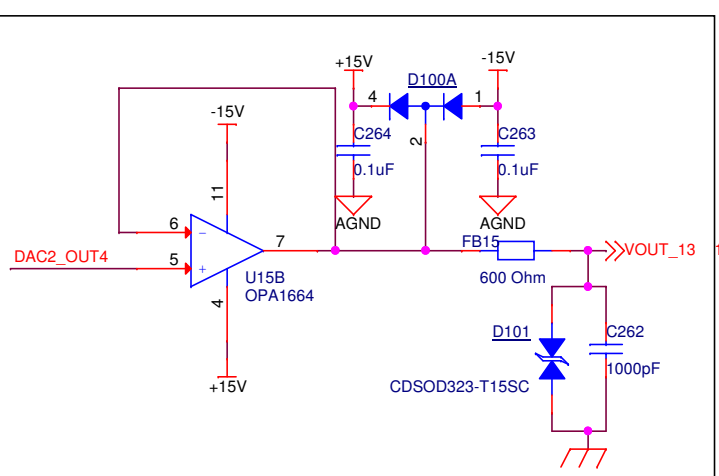 +15V
D100A
-15V
4
1
-15V
C264
0.1uF
2
C263
0.1uF
11
AGND
AGND
6
−
7
FB15
600 Ohm
VOUT_13
1
DAC2_OUT4
5
+
U15B
OPA1664
4
+15V
D101
C262
1000pF
CDSOD323-T15SC